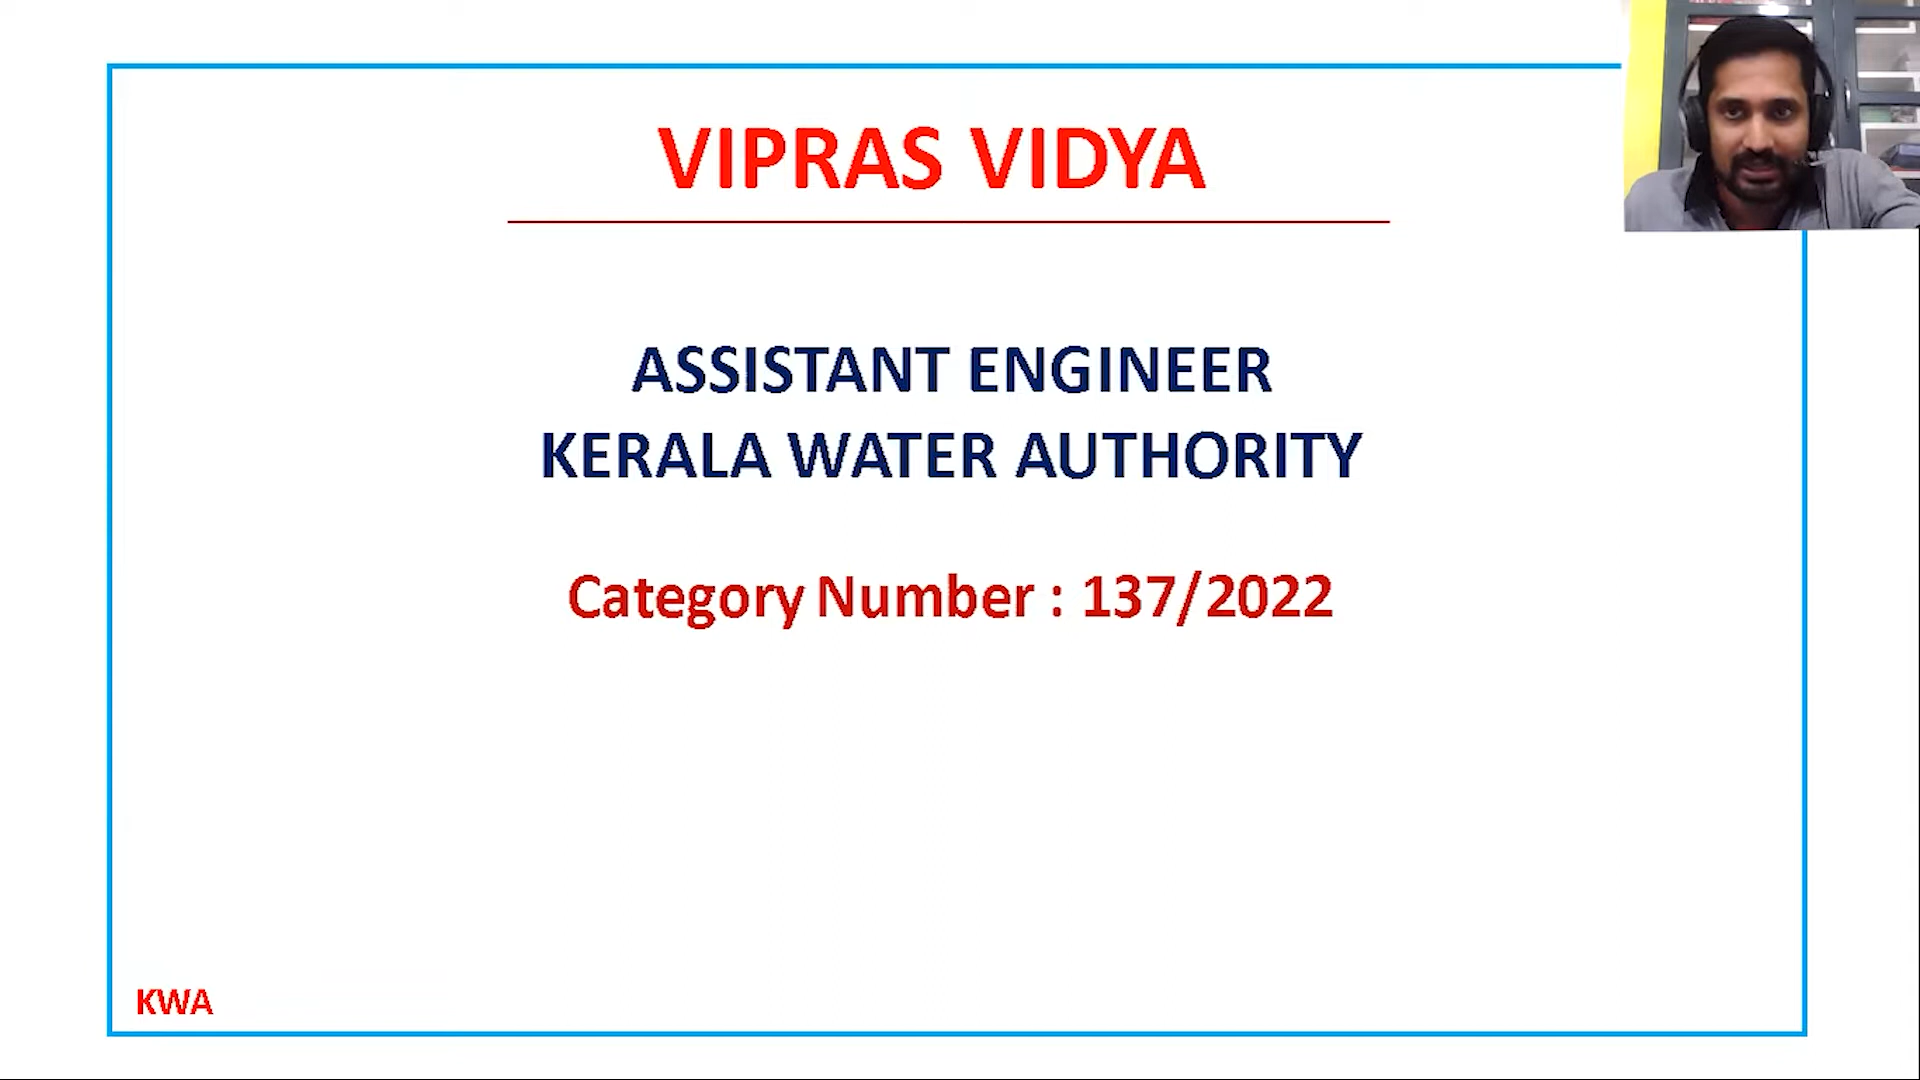 VIPRAS VIDYA
ASSISTANT ENGINEER
KERALA WATER AUTHORITY
Category Number : 137/2022
KWA